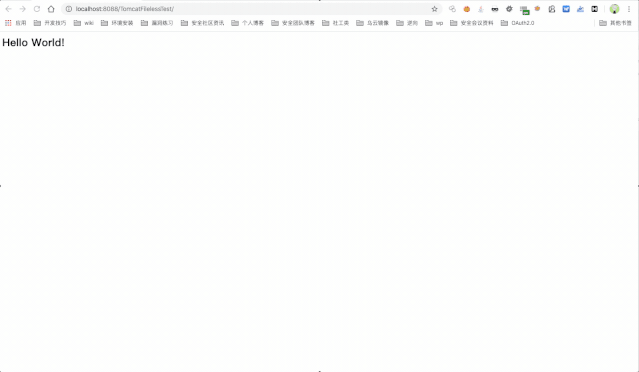 localhost:8088/TomcatFilelessTest/
应用 开发技巧 wiki 环境安装 漏洞练习 安全社区资讯 个人博客 安全团队博客 社工类 乌云镜像 逆向 wp 安全会议资料 OAuth2.0 其他书签
Hello World!